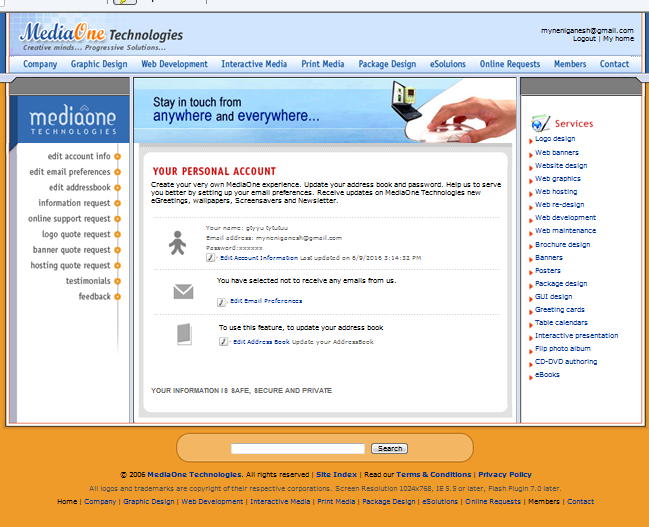 MediaOne Technologies
Creative minds... Progressive Solutions...
myneniganesh@gmail.com
Logout | My home
Company Graphic Design Web Development Interactive Media Print Media Package Design eSoluions Online Requests Members Contact
mediaone
TECHNOLOGIES
edit account info
edit email preferences
edit addressbook
information request
online support request
logo quote request
banner quote request
hosting quote request
testimonials
feedback
Stay in touch from
anywhere and everywhere...
YOUR PERSONAL ACCOUNT
Create your very own MediaOne experience. Update your address book and password. Help us to serve
you better by setting up your email preferences. Receive updates on MediaOne Technologies new
eGreetings, wallpapers, Screensavers and Newsletter.
Your name: gtyyu tytutuu
Email address: myneniganesh@gmail.com
Password:xxxxxx
- Edit Account Information Last updated on 6/9/2016 3:14:32 PM
You have selected not to receive any emails from us.
- Edit Email Preferences
To use this feature, to update your address book
- Edit Address Book Update your AddressBook
YOUR INFORMATION IS SAFE, SECURE AND PRIVATE
Services
Logo design
Web banners
Website design
Web graphics
Web hosting
Web re-design
Web development
Web maintenance
Brochure design
Banners
Posters
Package design
GUI design
Greeting cards
Table calendars
Interactive presentation
Flip photo album
CD-DVD authoring
eBooks
Search
© 2006 MediaOne Technologies. All rights reserved | Site Index | Read our Terms & Conditions | Privacy Policy
All logos and trademarks are copyright of their respective corporations. Screen Resolution 1024x768, IE 5.5 or later, Flash Plugin 7.0 later.
Home | Company | Graphic Design | Web Development | Interactive Media | Print Media | Package Design | eSolutions | Online Requests | Members | Contact